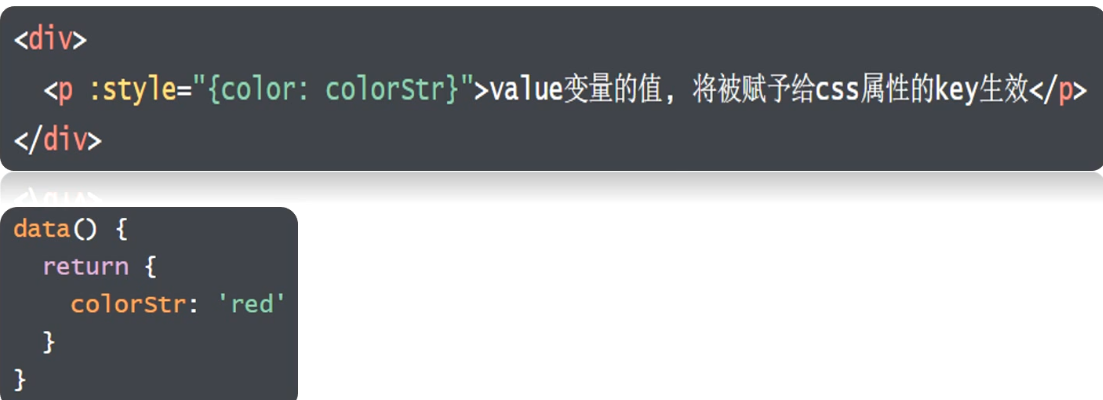 <div>
<p :style="{color: colorStr}">value变量的值, 将被赋予给css属性的key生效</p>
</div>
data() {
return {
colorStr: 'red'
}
}